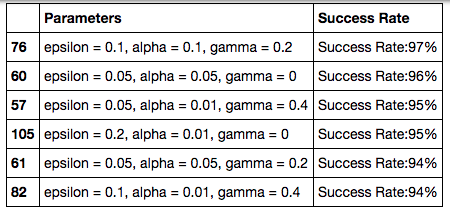 Parameters Success Rate
76 epsilon = 0.1, alpha = 0.1, gamma = 0.2 Success Rate:97%
60 epsilon = 0.05, alpha = 0.05, gamma = 0 Success Rate:96%
57 epsilon = 0.05, alpha = 0.01, gamma = 0.4 Success Rate:95%
105 epsilon = 0.2, alpha = 0.01, gamma = 0 Success Rate:95%
61 epsilon = 0.05, alpha = 0.05, gamma = 0.2 Success Rate:94%
82 epsilon = 0.1, alpha = 0.01, gamma = 0.4 Success Rate:94%